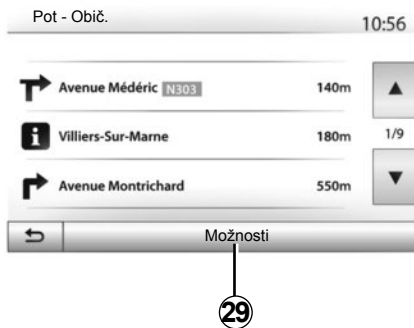 Pot - Obič. 10:56
Avenue Médéric N303 140m
Villiers-Sur-Marne 180m 1/9
Avenue Montrichard 550m
Možnosti
29